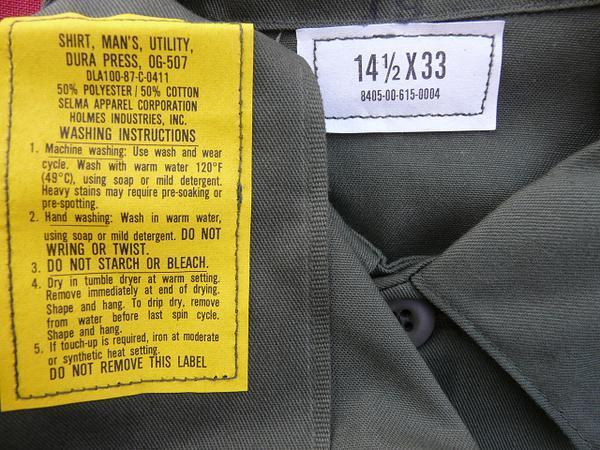 SHIRT, MAN'S, UTILITY,
DURA PRESS, OG-507
DLA100-87-C-0411
50% POLYESTER / 50% COTTON
SELMA APPAREL CORPORATION
HOLMES INDUSTRIES, INC.
WASHING INSTRUCTIONS
1. Machine washing: Use wash and wear
cycle. Wash with warm water 120°F
(49°C), using soap or mild detergent.
Heavy stains may require pre-soaking or
pre-spotting.
2. Hand washing: Wash in warm water,
using soap or mild detergent. DO NOT
WRING OR TWIST.
3. DO NOT STARCH OR BLEACH.
4. Dry in tumble dryer at warm setting.
Remove immediately at end of drying.
Shape and hang. To drip dry, remove
from water before last spin cycle.
Shape and hang.
5. If touch-up is required, iron at moderate
or synthetic heat setting.
DO NOT REMOVE THIS LABEL
14 ½ X 33
8405-00-615-0004